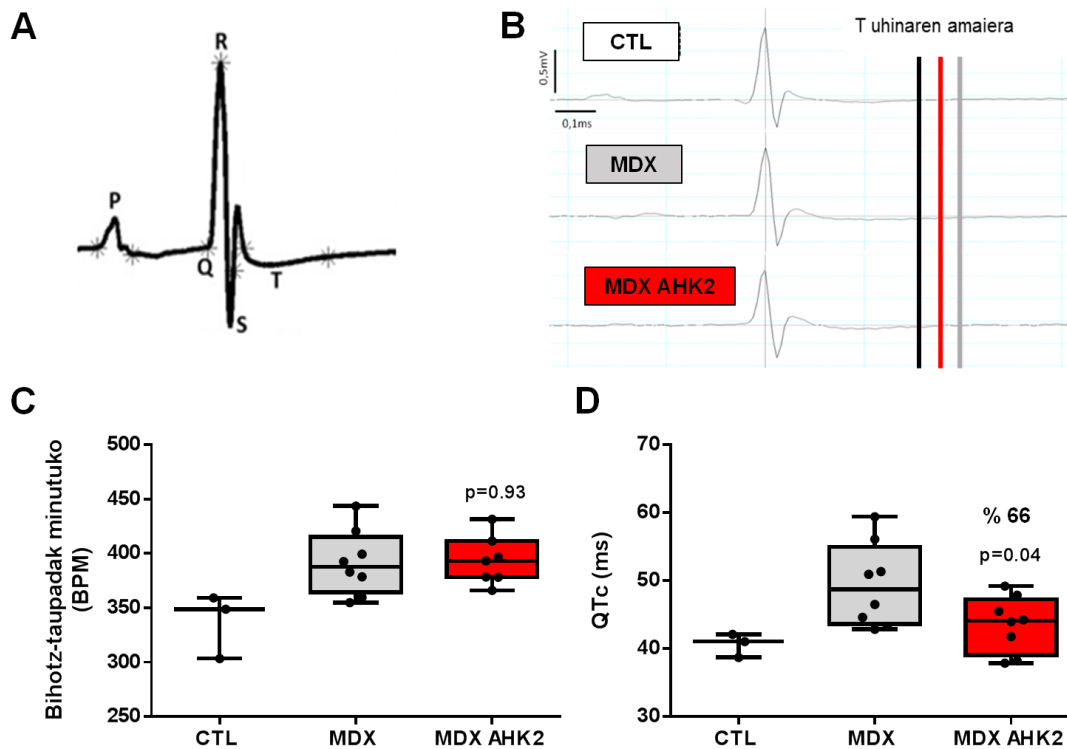 A
P
R
Q
S
T
B
T uhinaren amaiera
CTL
0,5mV
0,1ms
MDX
MDX AHK2
C
Bihotz-taupadak minutuko
(BPM)
500
450
400
350
300
250
p=0.93
CTL
MDX
MDX AHK2
D
QTc (ms)
70
60
50
40
30
% 66
p=0.04
CTL
MDX
MDX AHK2